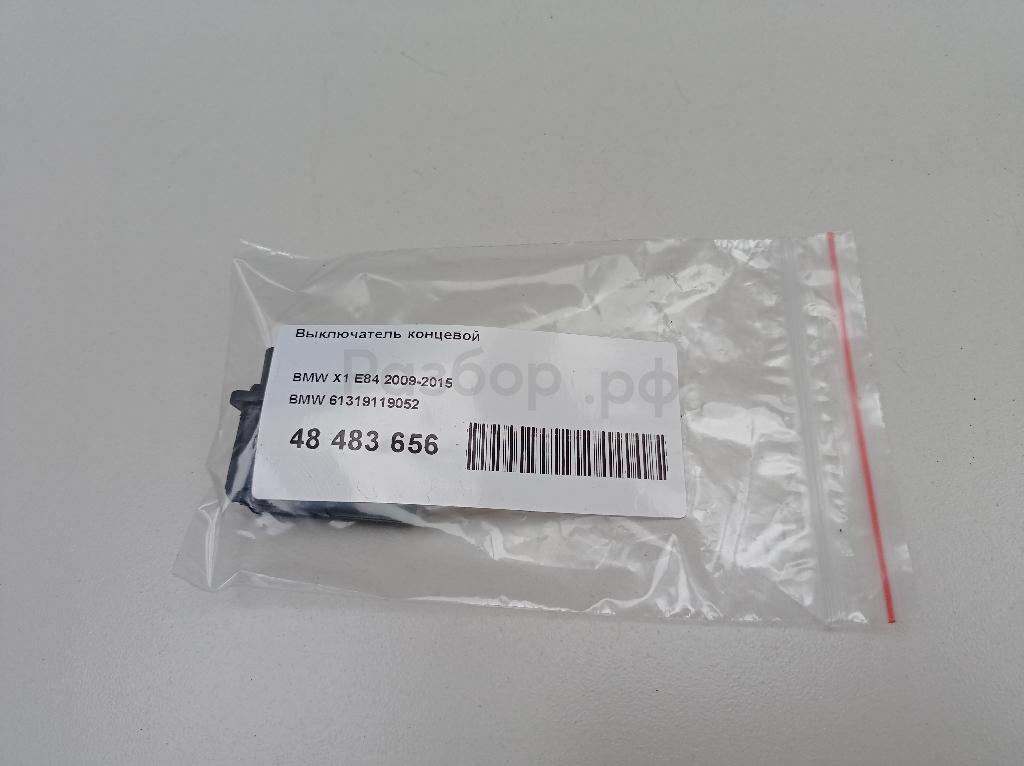 Выключатель концевой
Разбор.рф
BMW X1 E84 2009-2015
BMW 61319119052
48 483 656